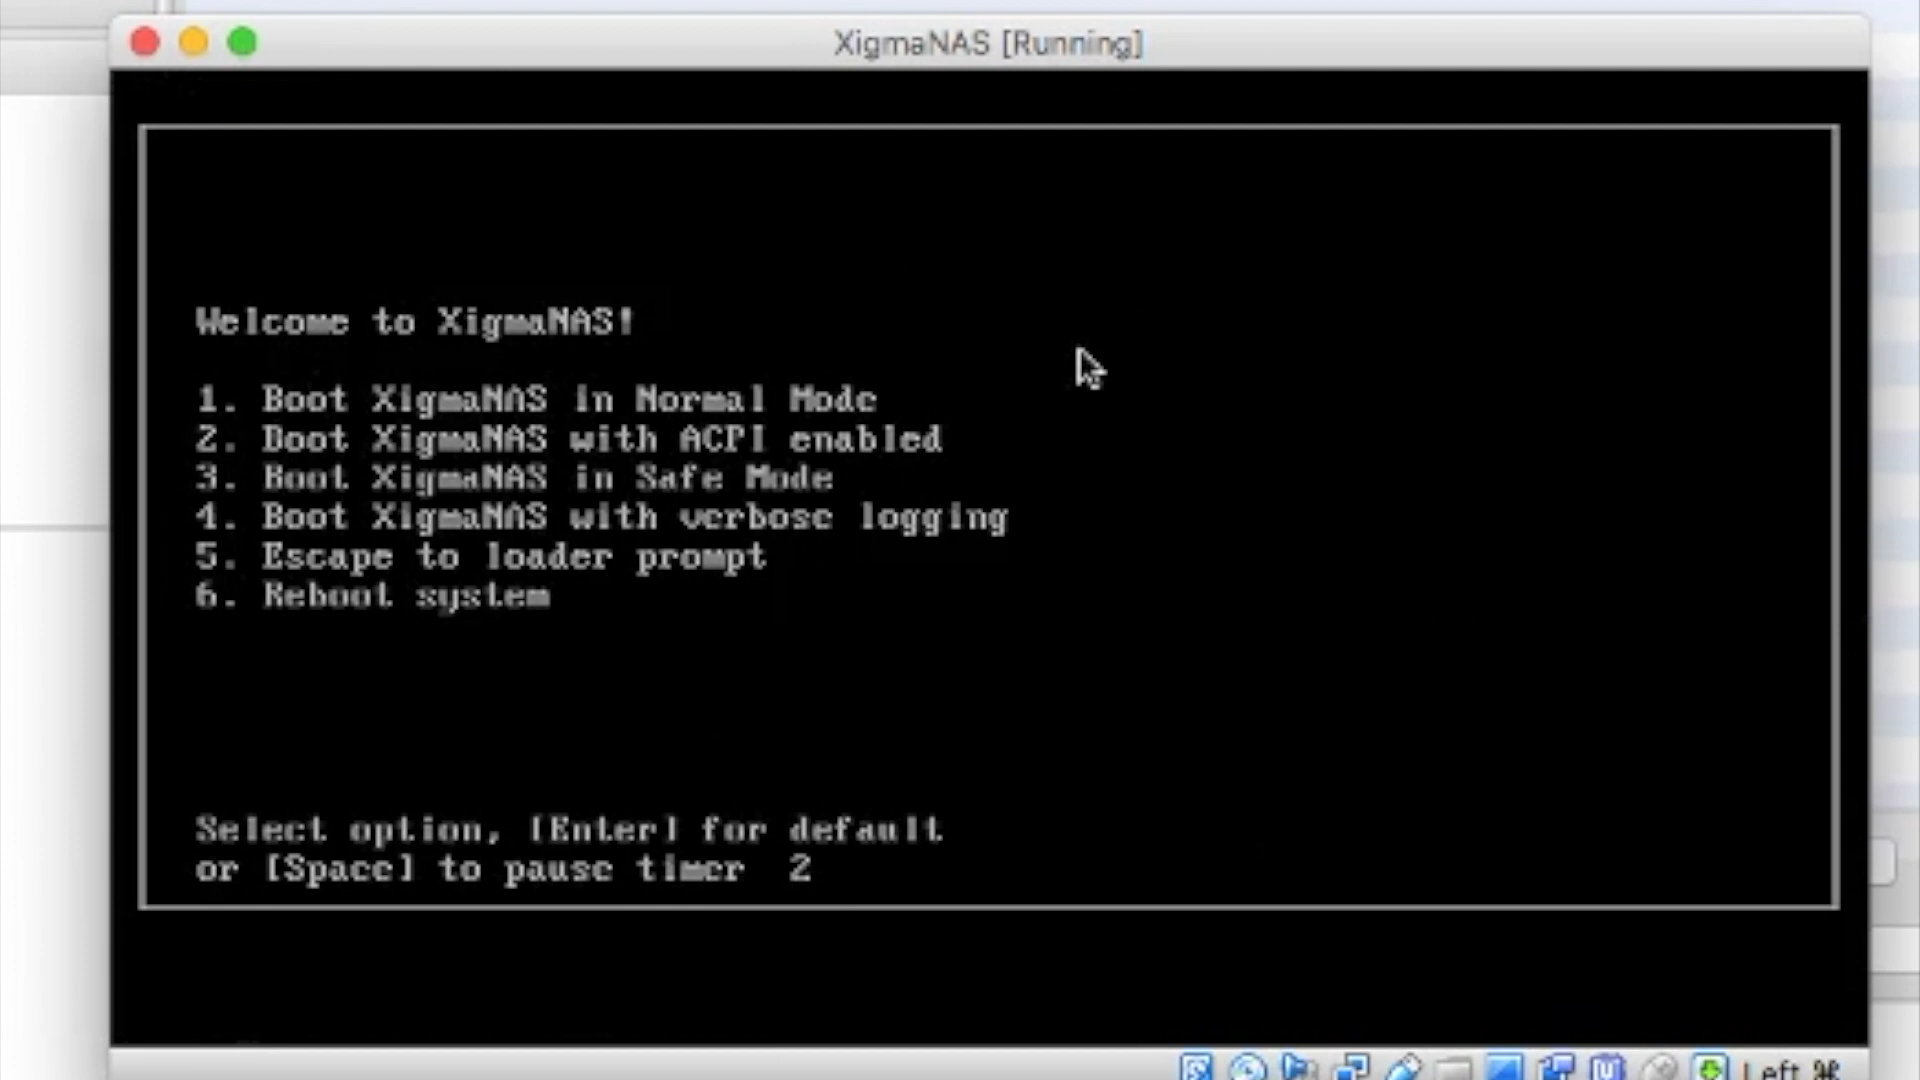 XigmaNAS [Running]
Welcome to XigmaNAS!
1. Boot XigmaNAS in Normal Mode
2. Boot XigmaNAS with ACPI enabled
3. Boot XigmaNAS in Safe Mode
4. Boot XigmaNAS with verbose logging
5. Escape to loader prompt
6. Reboot system
Select option, [Enter] for default
or [Space] to pause timer 2
Left ⌘